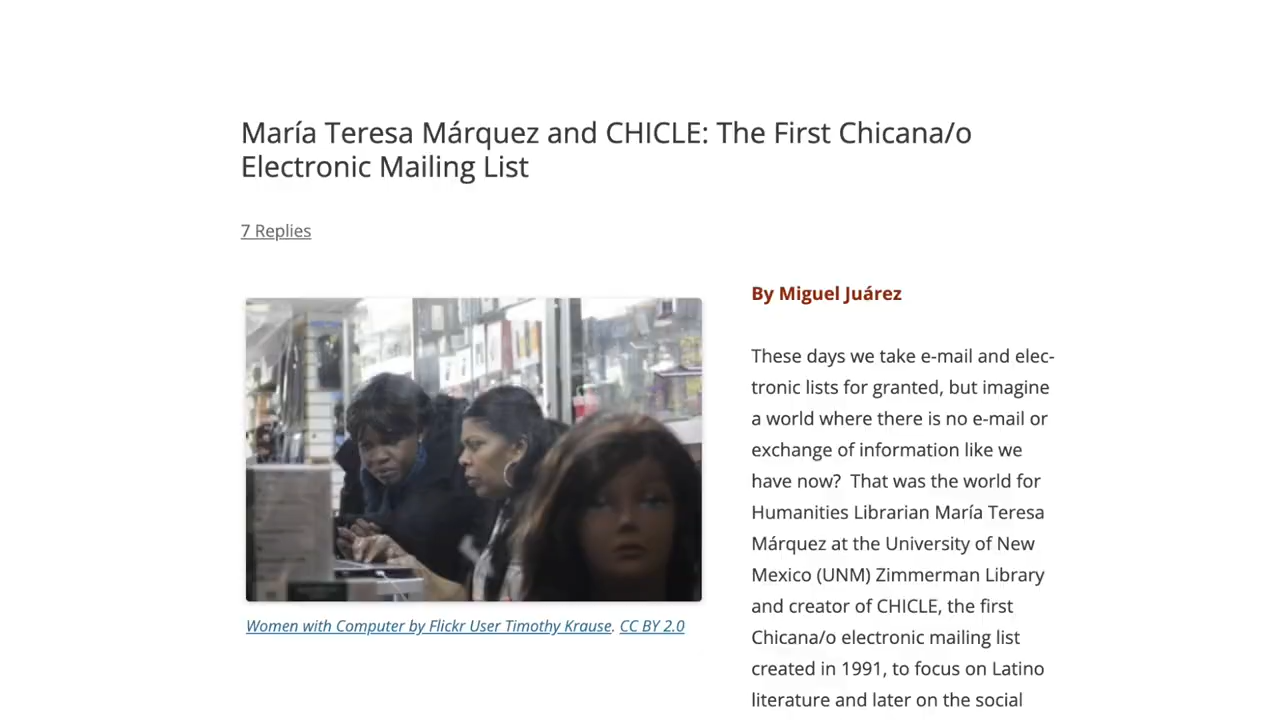 María Teresa Márquez and CHICLE: The First Chicana/o
Electronic Mailing List
7 Replies
By Miguel Juárez
These days we take e-mail and elec-
tronic lists for granted, but imagine
a world where there is no e-mail or
exchange of information like we
have now?  That was the world for
Humanities Librarian María Teresa
Márquez at the University of New
Mexico (UNM) Zimmerman Library
and creator of CHICLE, the first
Chicana/o electronic mailing list
created in 1991, to focus on Latino
literature and later on the social
Women with Computer by Flickr User Timothy Krause. CC BY 2.0